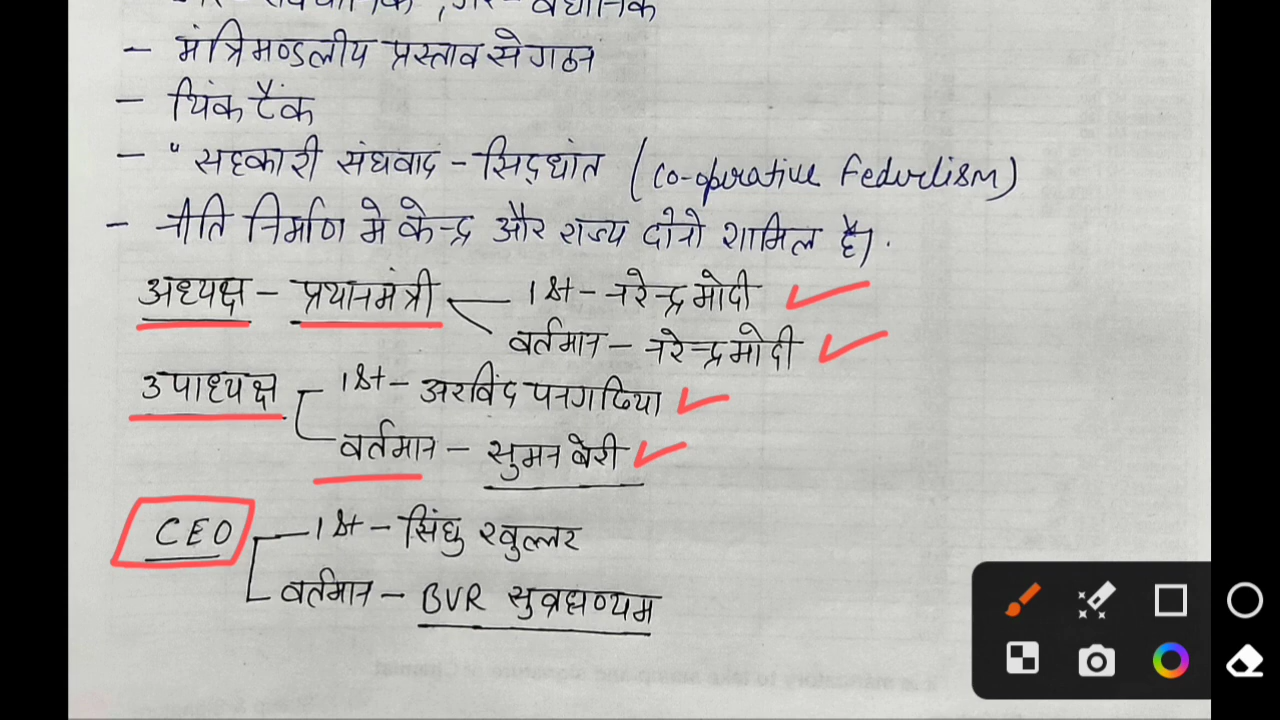 - मंत्रिमण्डलीय प्रस्ताव से गठन
- थिंक टैंक
- " सहकारी संघवाद - सिद्धांत (Co-operative Fedrelism)
- नीति निर्माण मे केन्द्र और राज्य दोनो शामिल है।.
अध्यक्ष - प्रधानमंत्री 1st - नरेन्द्र मोदी
वर्तमान - नरेन्द्र मोदी
उपाध्यक्ष 1st - अरविंद पनगढिया
वर्तमान - सुमन बेरी
CEO 1st - सिंधु खुल्लर
वर्तमान - BVR सुब्रह्मण्यम